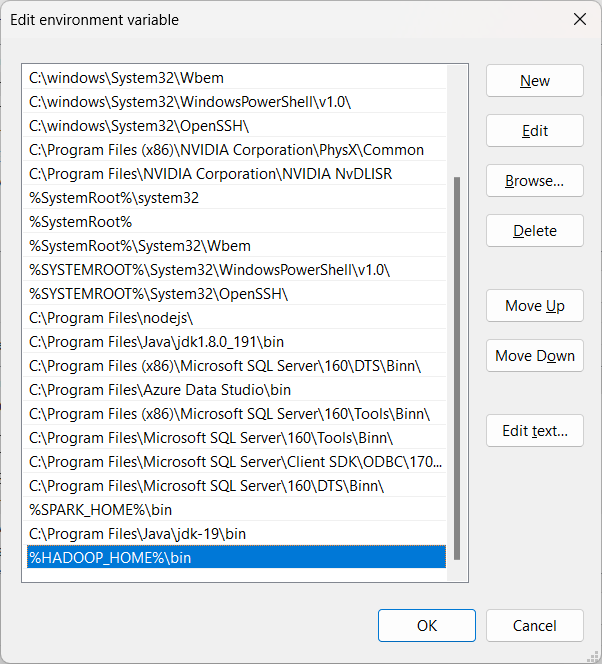 Edit environment variable
C:\windows\System32\Wbem
C:\windows\System32\WindowsPowerShell\v1.0\
C:\windows\System32\OpenSSH\
C:\Program Files (x86)\NVIDIA Corporation\PhysX\Common
C:\Program Files\NVIDIA Corporation\NVIDIA NvDLISR
%SystemRoot%\system32
%SystemRoot%
%SystemRoot%\System32\Wbem
%SYSTEMROOT%\System32\WindowsPowerShell\v1.0\
%SYSTEMROOT%\System32\OpenSSH\
C:\Program Files\nodejs\
C:\Program Files\Java\jdk1.8.0_191\bin
C:\Program Files (x86)\Microsoft SQL Server\160\DTS\Binn\
C:\Program Files\Azure Data Studio\bin
C:\Program Files (x86)\Microsoft SQL Server\160\Tools\Binn\
C:\Program Files\Microsoft SQL Server\160\Tools\Binn\
C:\Program Files\Microsoft SQL Server\Client SDK\ODBC\170...
C:\Program Files\Microsoft SQL Server\160\DTS\Binn\
%SPARK_HOME%\bin
C:\Program Files\Java\jdk-19\bin
%HADOOP_HOME%\bin
New
Edit
Browse...
Delete
Move Up
Move Down
Edit text...
OK
Cancel